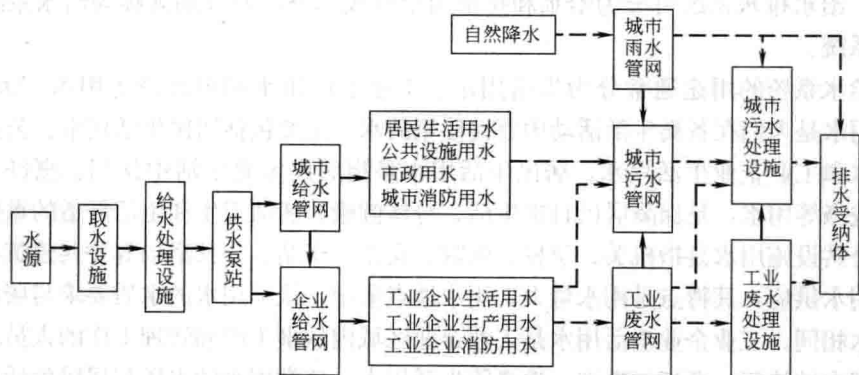 自然降水
城市
雨水
管网
城市
污水
处理
设施
排水受纳体
居民生活用水
公共设施用水
市政用水
城市消防用水
城市
给水
管网
城市
污水
管网
水源
取水设施
给水处理设施
供水泵站
企业
给水
管网
工业企业生活用水
工业企业生产用水
工业企业消防用水
工业
废水
管网
工业
废水
处理
设施